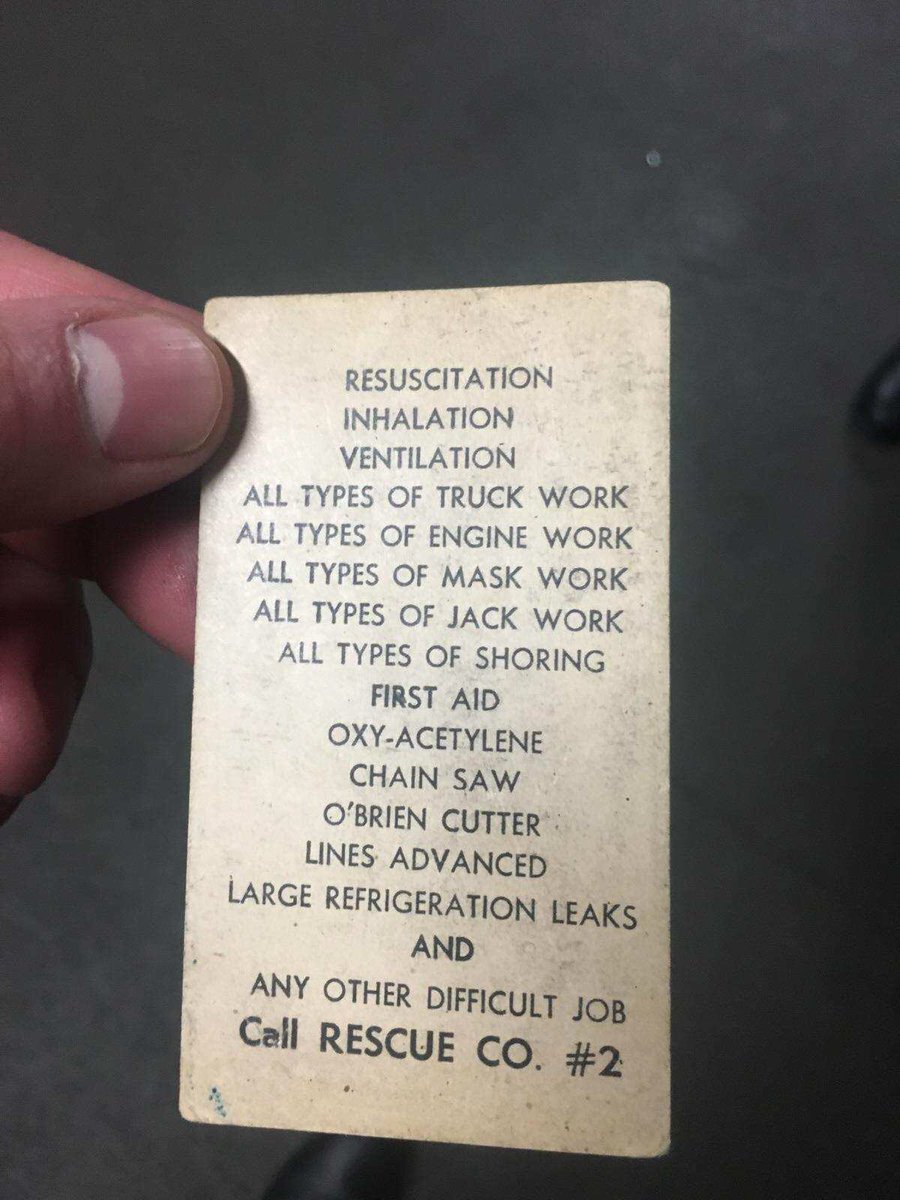 RESUSCITATION
INHALATION
VENTILATION
ALL TYPES OF TRUCK WORK
ALL TYPES OF ENGINE WORK
ALL TYPES OF MASK WORK
ALL TYPES OF JACK WORK
ALL TYPES OF SHORING
FIRST AID
OXY-ACETYLENE
CHAIN SAW
O'BRIEN CUTTER
LINES ADVANCED
LARGE REFRIGERATION LEAKS
AND
ANY OTHER DIFFICULT JOB
Call RESCUE CO. #2